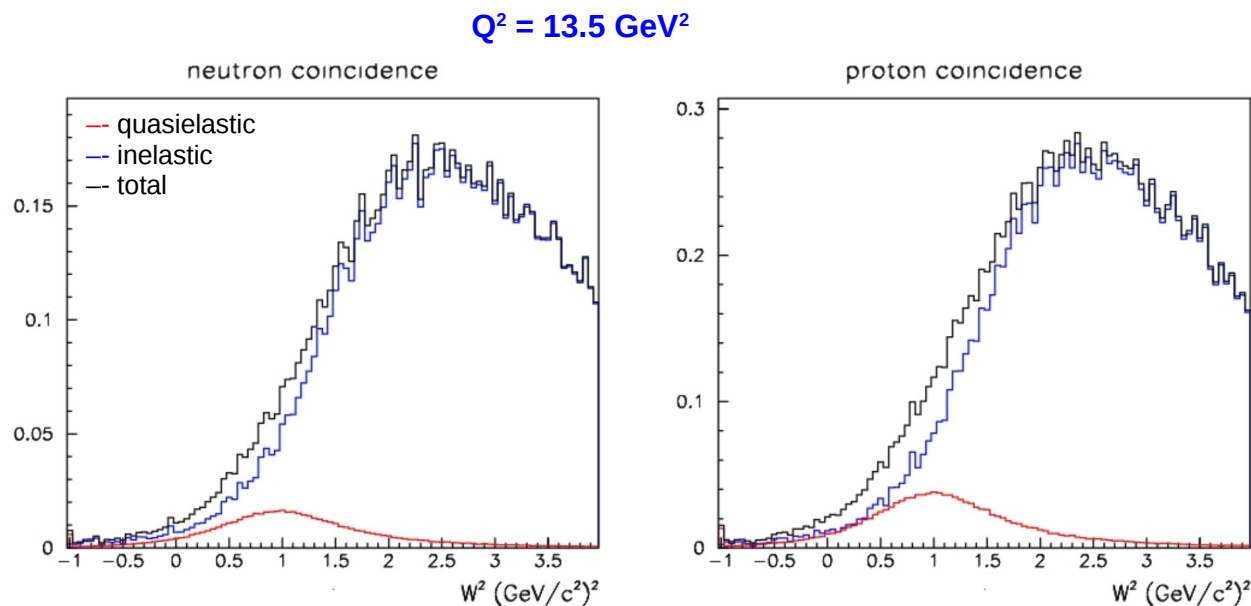 Q² = 13.5 GeV²
neutron coincidence
quasielastic
inelastic
total
0.15
0.1
0.05
0
−1 −0.5 0 0.5 1 1.5 2 2.5 3 3.5
W² (GeV/c²)²
proton coincidence
0.3
0.2
0.1
0
−1 −0.5 0 0.5 1 1.5 2 2.5 3 3.5
W² (GeV/c²)²